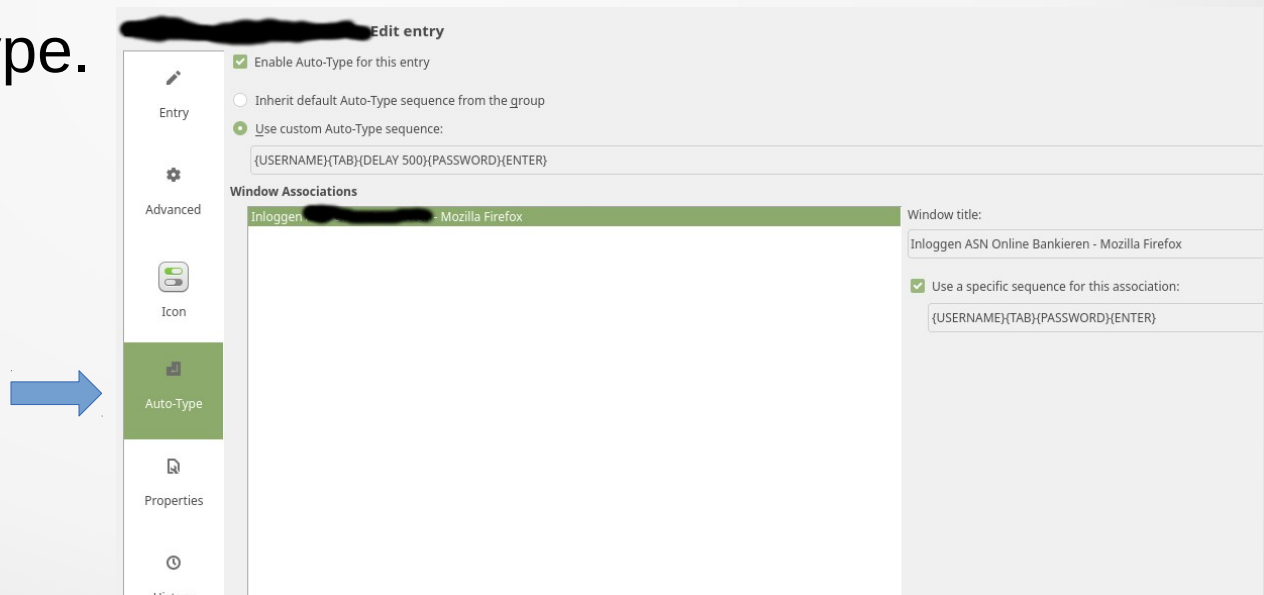 pe.
Edit entry
Entry
Advanced
Icon
Auto-Type
Properties
Enable Auto-Type for this entry
Inherit default Auto-Type sequence from the group
Use custom Auto-Type sequence:
{USERNAME}{TAB}{DELAY 500}{PASSWORD}{ENTER}
Window Associations
Inloggen - Mozilla Firefox
Window title:
Inloggen ASN Online Bankieren - Mozilla Firefox
Use a specific sequence for this association:
{USERNAME}{TAB}{PASSWORD}{ENTER}